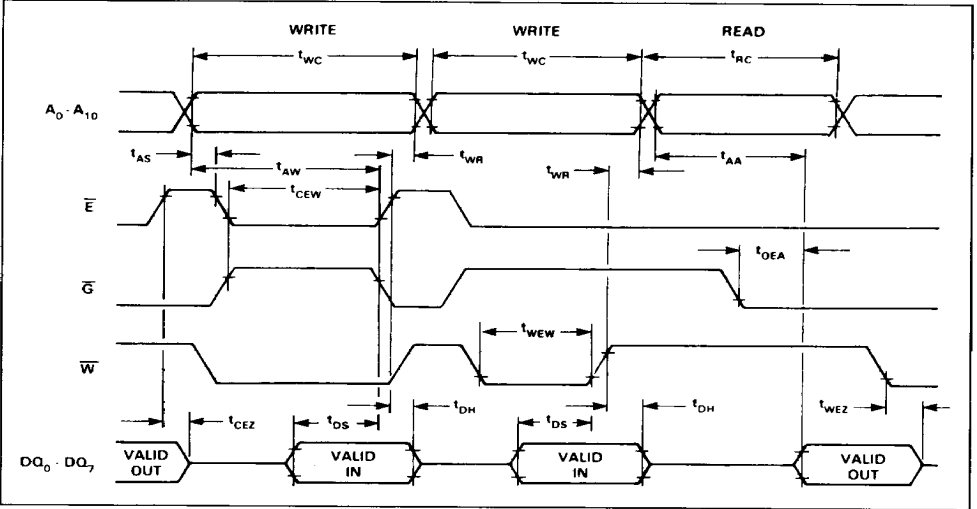 WRITE WRITE READ
tWC tWC tRC
A0 - A10
tAS tWR tAA
tAW tWR
tCEW
E
tOEA
G
tWEW
W
tCEZ tDS tDH tDS tDH tWEZ
DQ0 - DQ7 VALID OUT VALID IN VALID IN VALID OUT